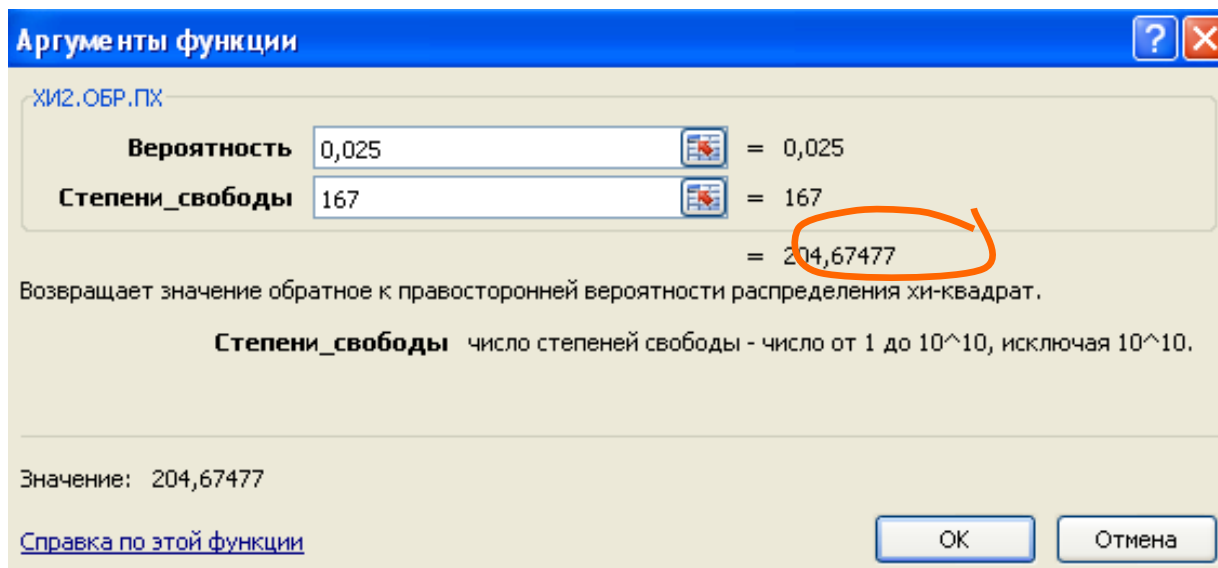 Аргументы функции
ХИ2.ОБР.ПХ
Вероятность 0,025 = 0,025
Степени_свободы 167 = 167
= 204,67477
Возвращает значение обратное к правосторонней вероятности распределения хи-квадрат.
Степени_свободы число степеней свободы - число от 1 до 10^10, исключая 10^10.
Значение: 204,67477
Справка по этой функции
ОК Отмена